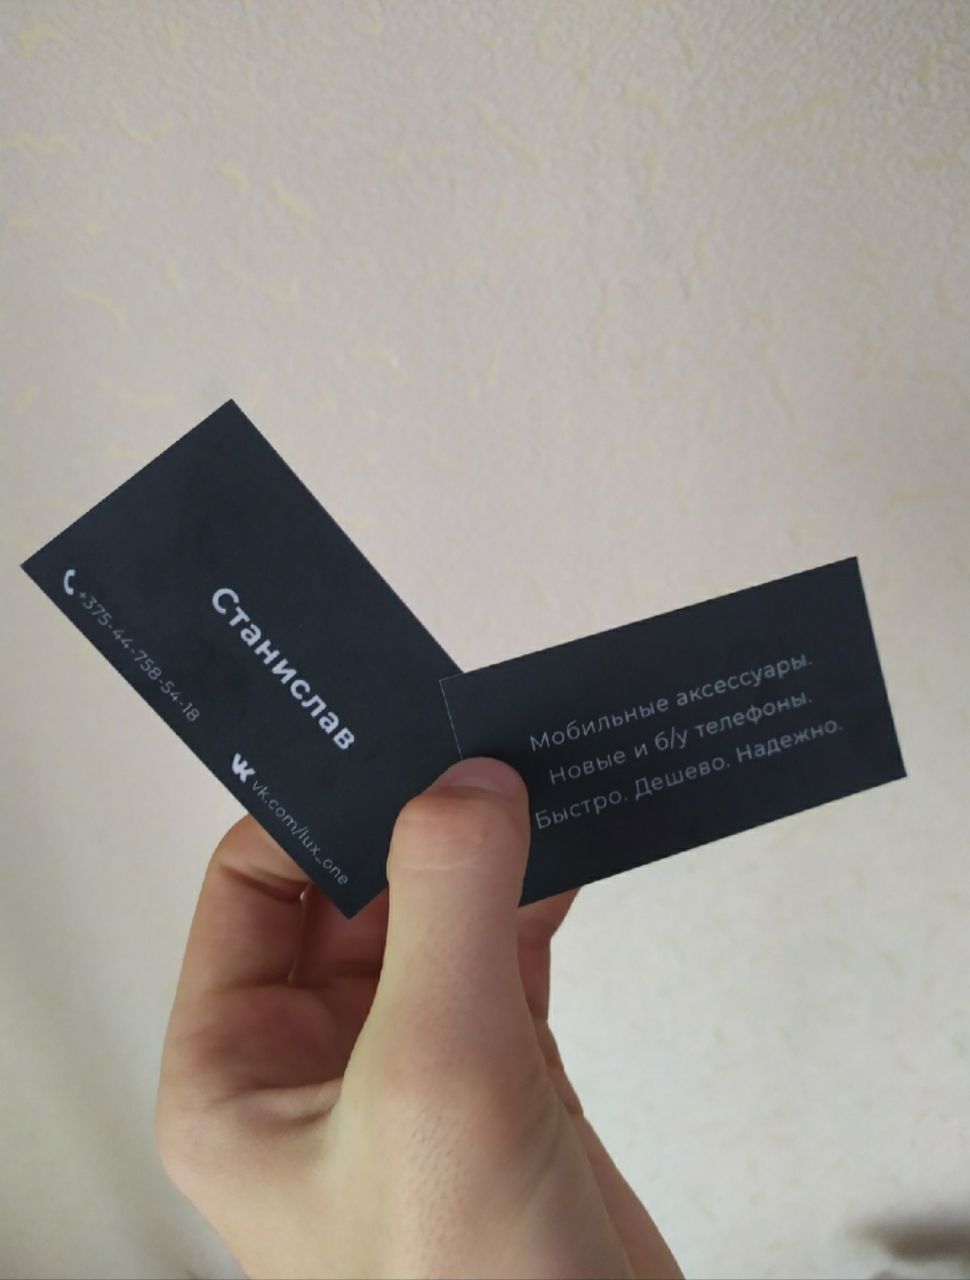 Станислав
+375-44-758-54-18
vk.com/lux_one
Мобильные аксессуары.
Новые и б/у телефоны.
Быстро. Дешево. Надежно.